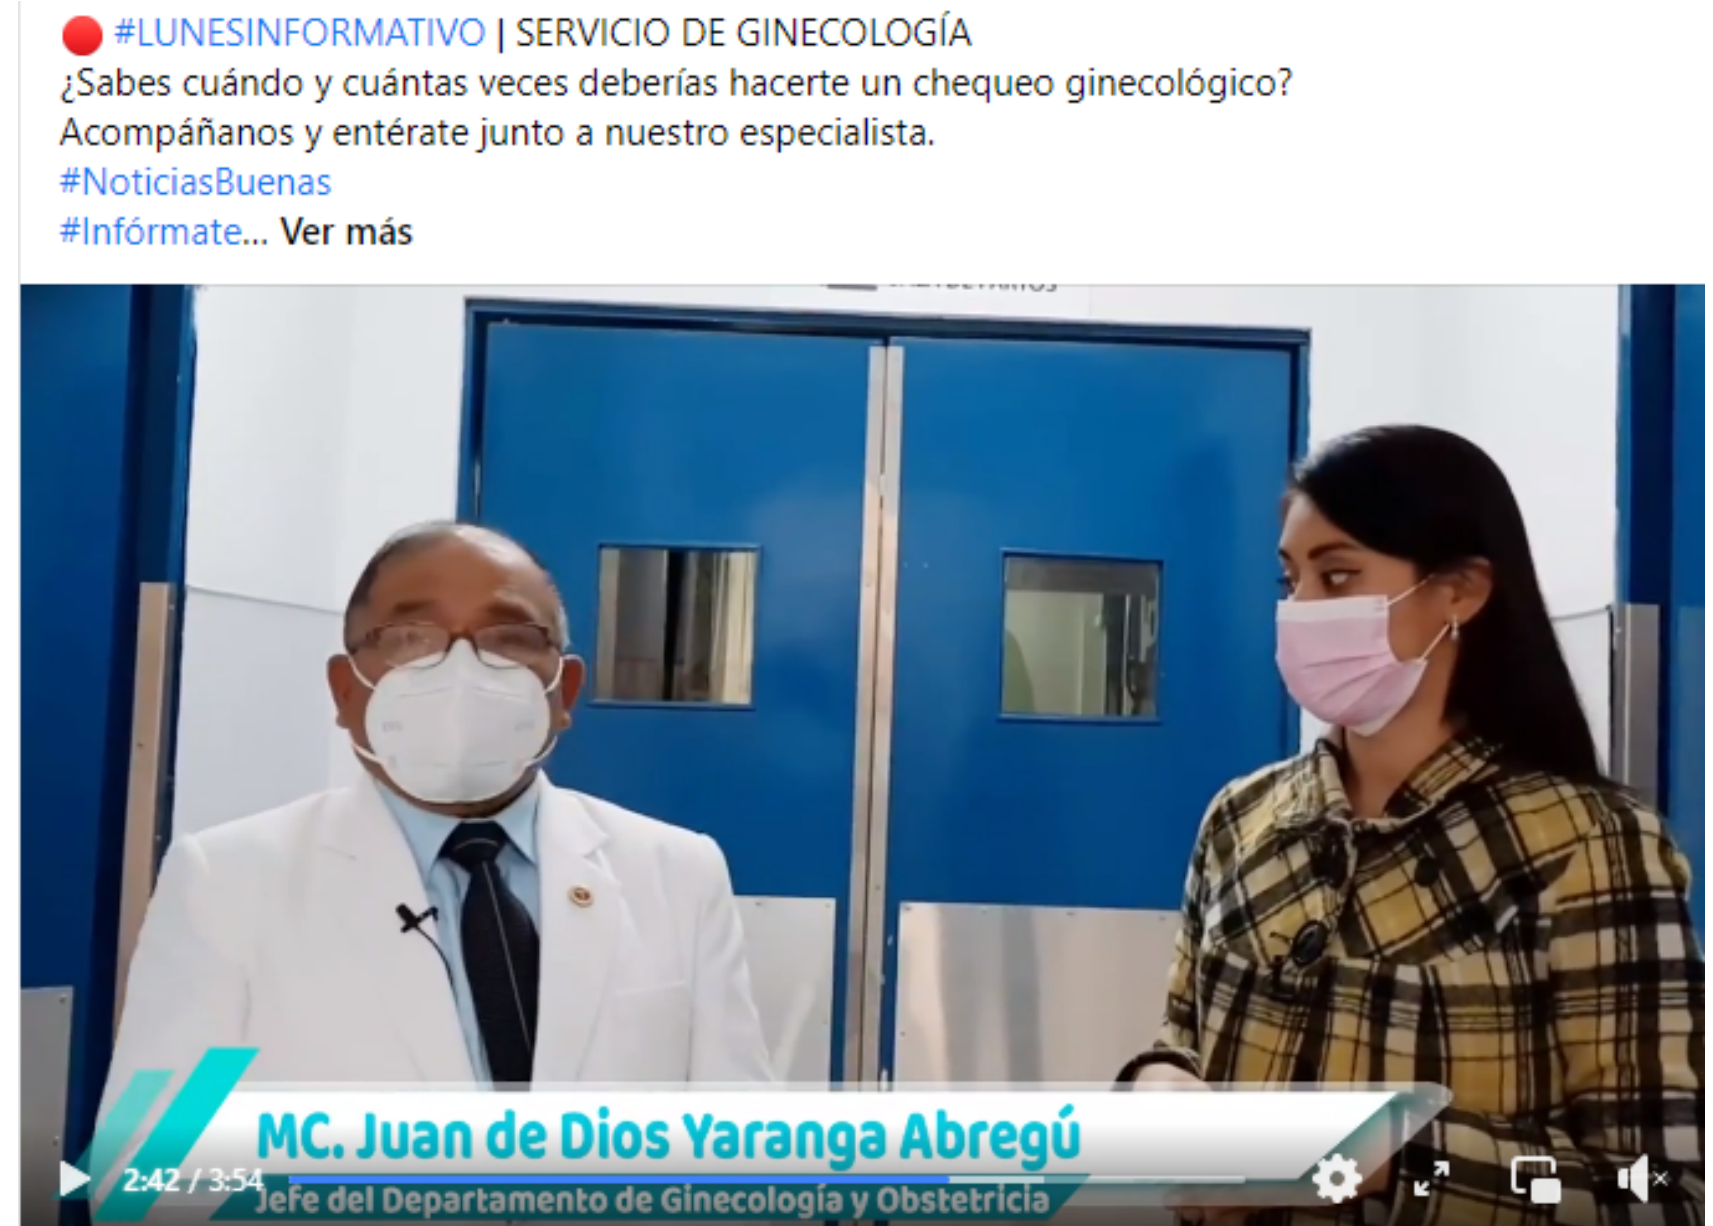 #LUNESINFORMATIVO | SERVICIO DE GINECOLOGÍA
¿Sabes cuándo y cuántas veces deberías hacerte un chequeo ginecológico?
Acompáñanos y entérate junto a nuestro especialista.
#NoticiasBuenas
#Infórmate... Ver más
MC. Juan de Dios Yaranga Abregú
2:42 / 3:54
Jefe del Departamento de Ginecología y Obstetricia